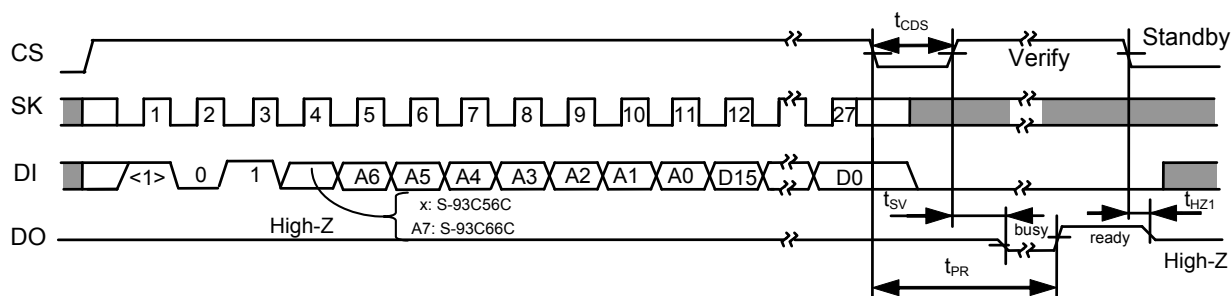 tCDS
CS
Verify
Standby
SK 1 2 3 4 5 6 7 8 9 10 11 12 27
DI <1> 0 1 A6 A5 A4 A3 A2 A1 A0 D15 D0
x: S-93C56C
A7: S-93C66C
tSV
tHZ1
High-Z
DO
busy
ready
High-Z
tPR